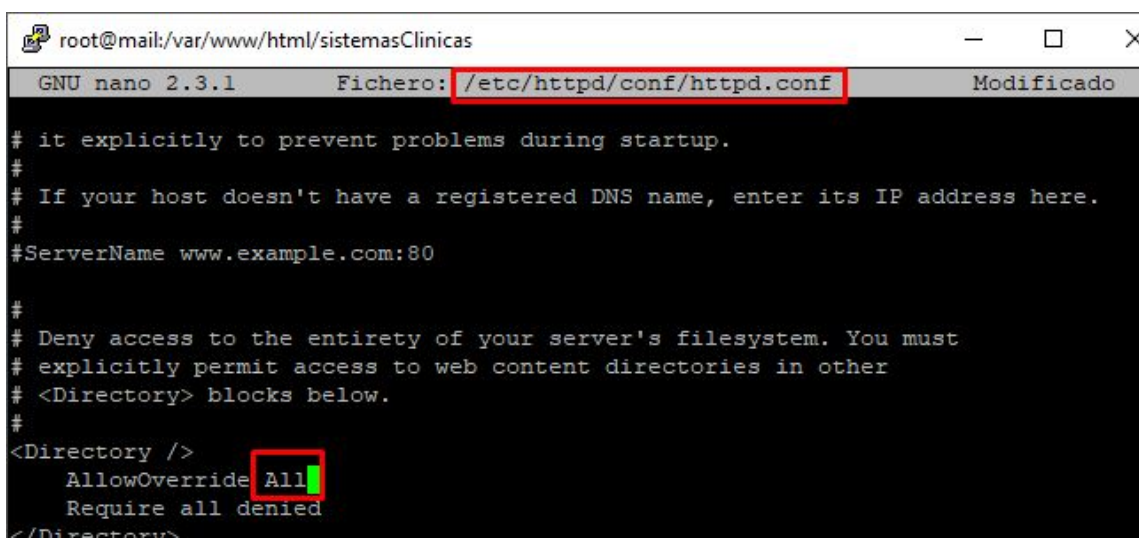 root@mail:/var/www/html/sistemasClinicas
GNU nano 2.3.1 Fichero: /etc/httpd/conf/httpd.conf Modificado
# it explicitly to prevent problems during startup.
#
# If your host doesn't have a registered DNS name, enter its IP address here.
#
#ServerName www.example.com:80
#
# Deny access to the entirety of your server's filesystem. You must
# explicitly permit access to web content directories in other
# <Directory> blocks below.
#
<Directory />
AllowOverride All
Require all denied
</Directory>